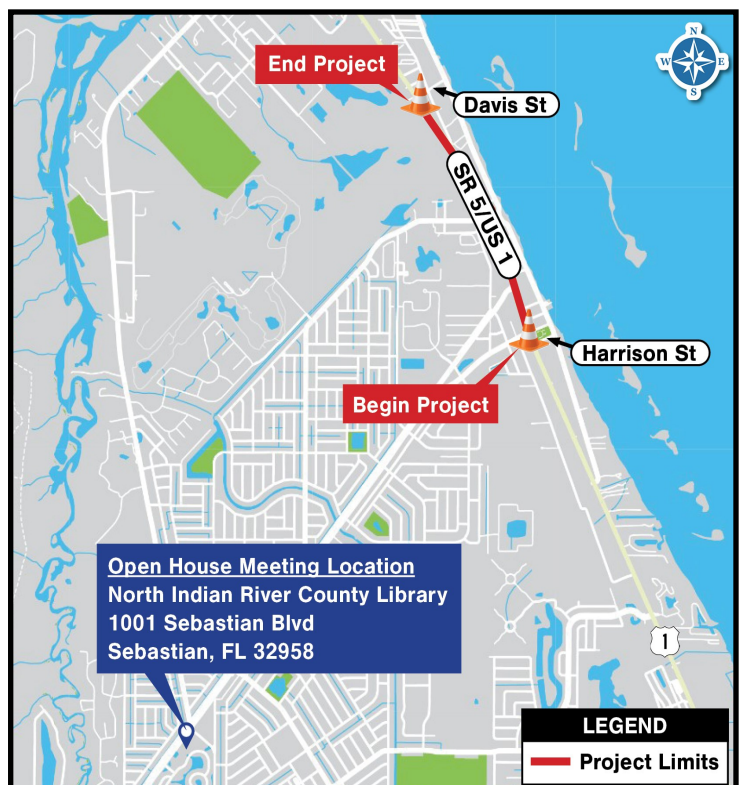 N
W E
S
End Project
Davis St
SR 5/US 1
Harrison St
Begin Project
Open House Meeting Location
North Indian River County Library
1001 Sebastian Blvd
Sebastian, FL 32958
1
LEGEND
Project Limits